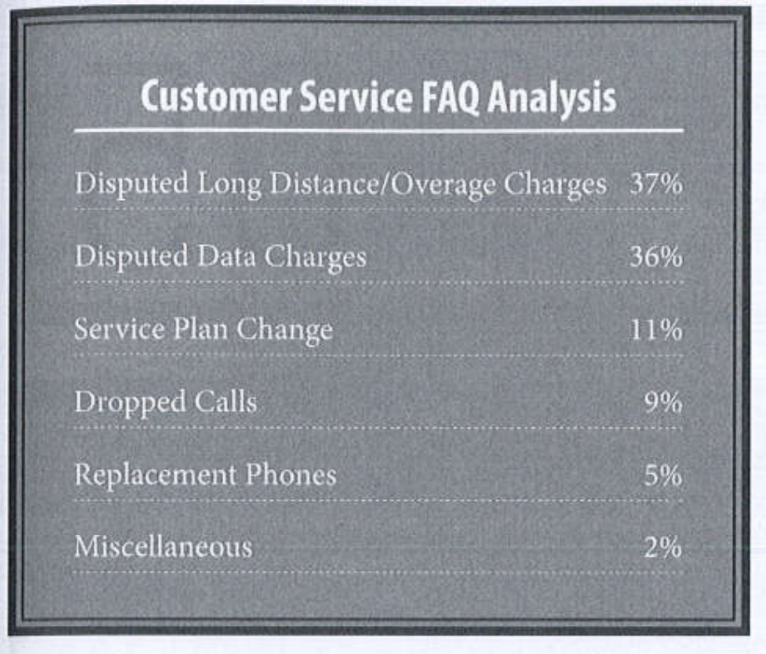 Customer Service FAQ Analysis
Disputed Long Distance/Overage Charges 37%
Disputed Data Charges 36%
Service Plan Change 11%
Dropped Calls 9%
Replacement Phones 5%
Miscellaneous 2%